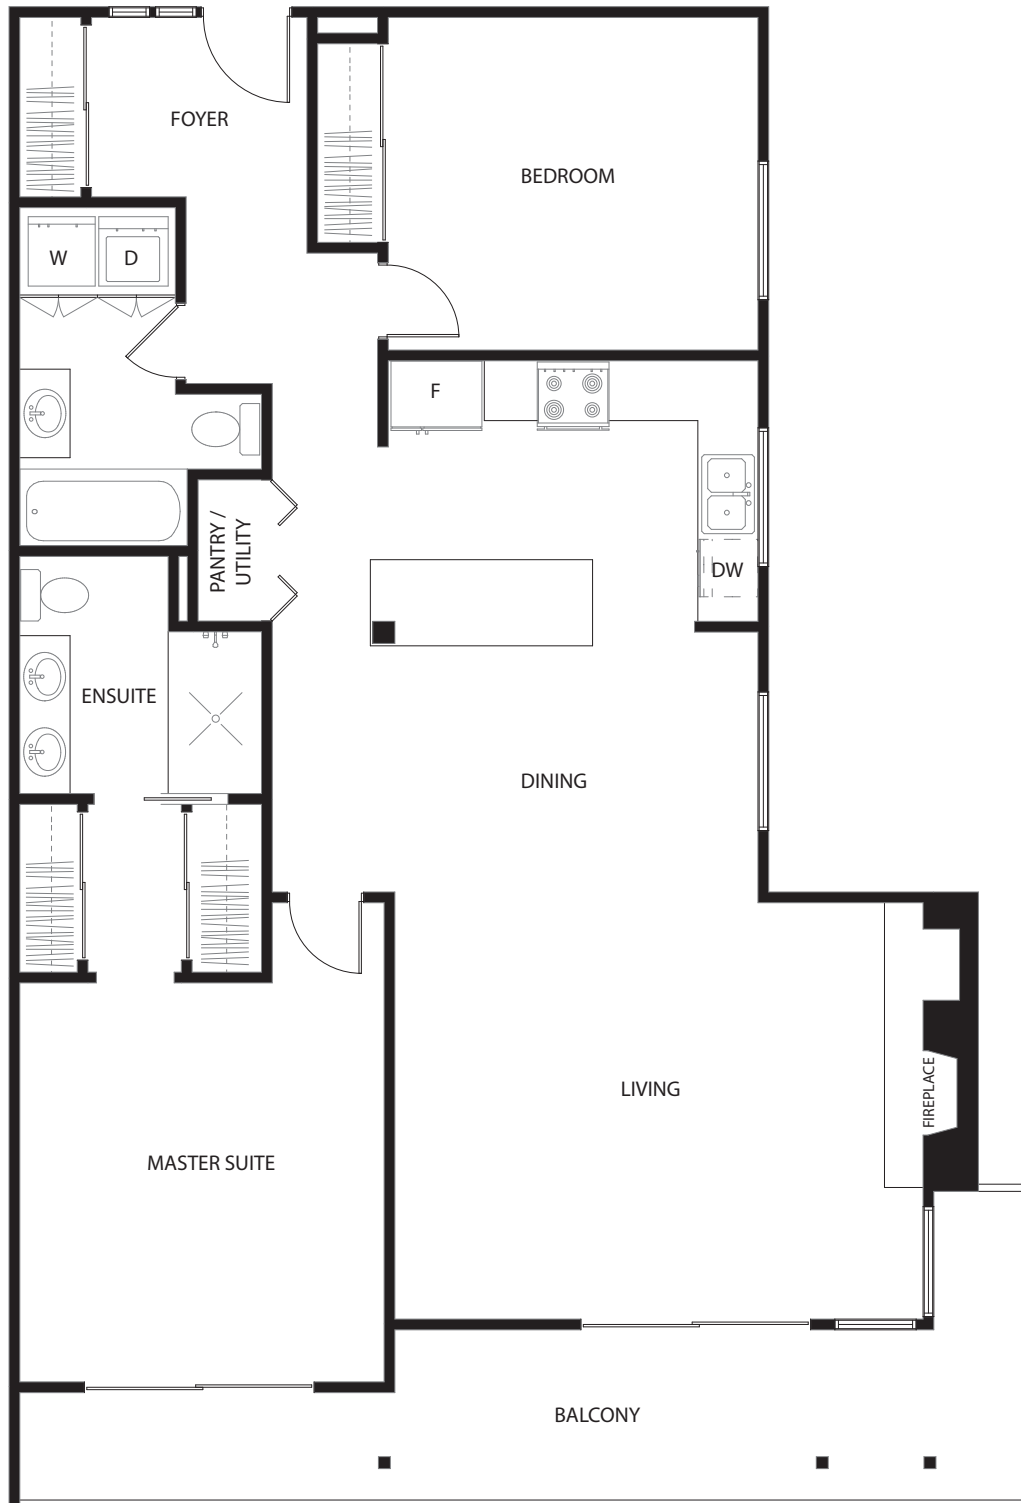 FOYER
BEDROOM
W
D
F
PANTRY /
UTILITY
DW
ENSUITE
DINING
LIVING
FIREPLACE
MASTER SUITE
BALCONY